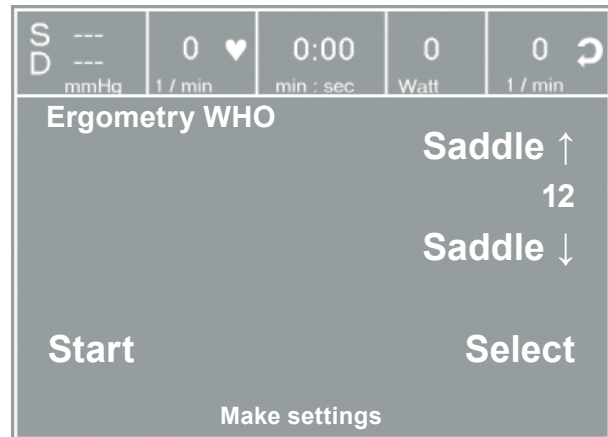 S --- 0 ♥ 0:00 0 0
D ---
mmHg 1 / min min : sec Watt 1 / min
Ergometry WHO
Saddle ↑
12
Saddle ↓
Start Select
Make settings